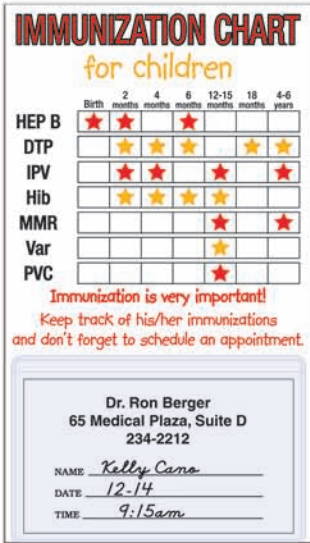 IMMUNIZATION CHART
for children
Birth 2 months 4 months 6 months 12-15 months 18 months 4-6 years
HEP B
DTP
IPV
Hib
MMR
Var
PVC
Immunization is very important!
Keep track of his/her immunizations
and don't forget to schedule an appointment.
Dr. Ron Berger
65 Medical Plaza, Suite D
234-2212
NAME Kelly Cano
DATE 12-14
TIME 9:15am